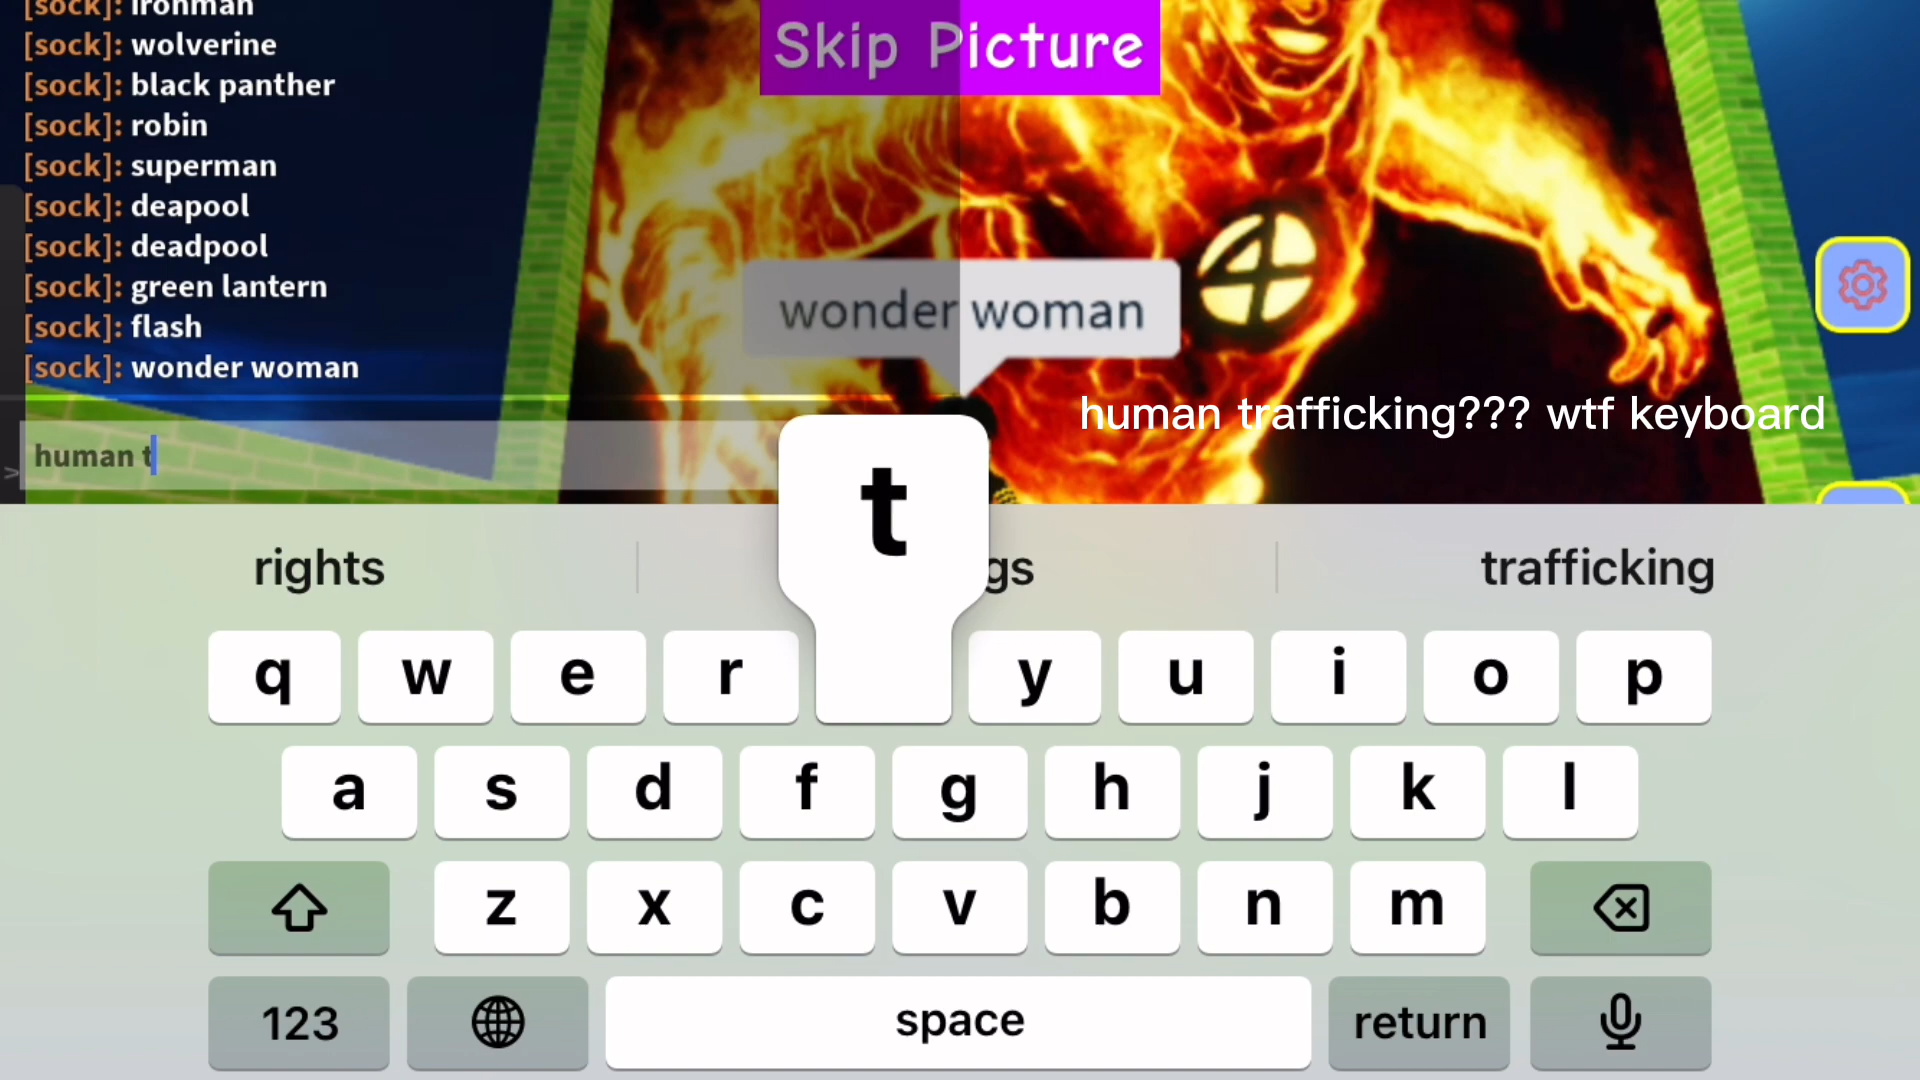 [sock]: ironman
[sock]: wolverine
[sock]: black panther
[sock]: robin
[sock]: superman
[sock]: deapool
[sock]: deadpool
[sock]: green lantern
[sock]: flash
[sock]: wonder woman
Skip Picture
4
wonder woman
human trafficking??? wtf keyboard
> human t
t
rights gs trafficking
q w e r y u i o p
a s d f g h j k l
z x c v b n m
123 space return